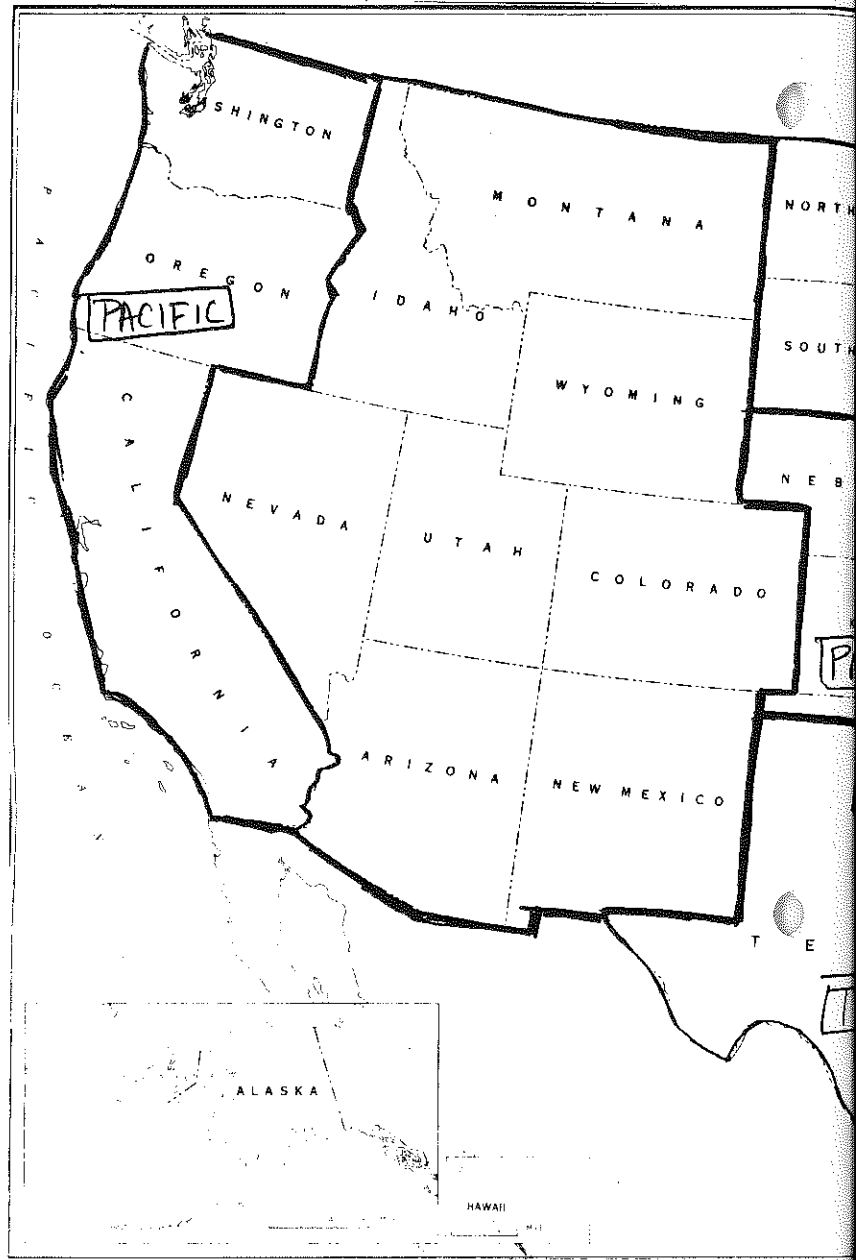 SHINGTON
MONTANA
NORTH
PACIFIC OCEAN
OREGON
IDAHO
PACIFIC
SOUTH
WYOMING
CALIFORNIA
NEB
NEVADA
UTAH
COLORADO
P
ARIZONA
NEW MEXICO
T E
T
ALASKA
HAWAII